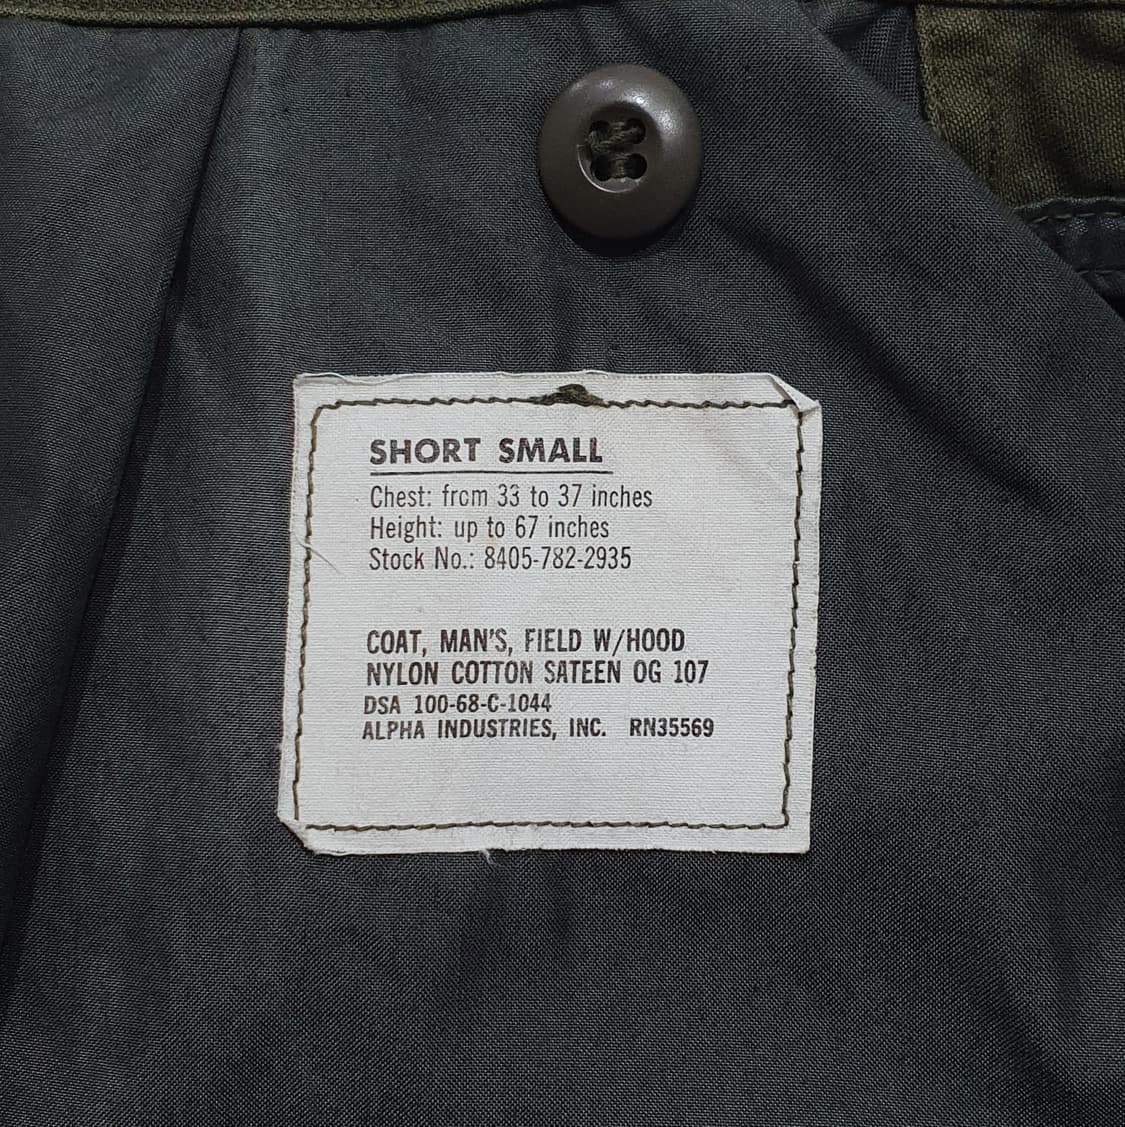 SHORT SMALL
Chest: from 33 to 37 inches
Height: up to 67 inches
Stock No.: 8405-782-2935
COAT, MAN'S, FIELD W/HOOD
NYLON COTTON SATEEN OG 107
DSA 100-68-C-1044
ALPHA INDUSTRIES, INC. RN35569